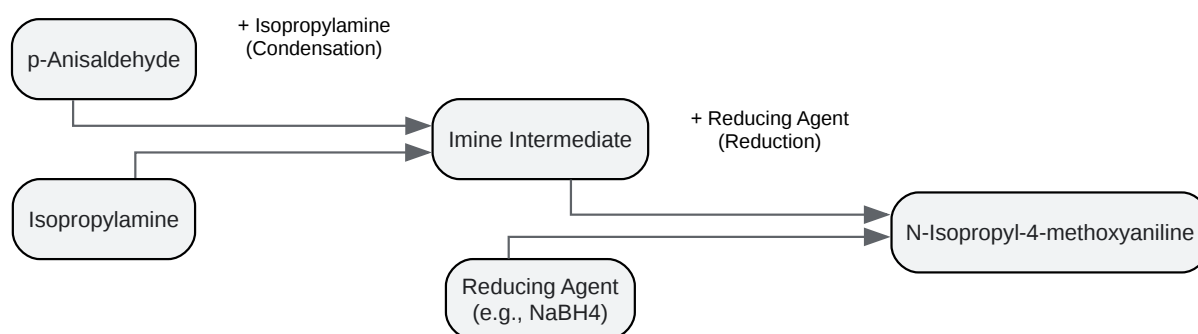 + Isopropylamine
(Condensation)
p-Anisaldehyde
+ Reducing Agent
(Reduction)
Imine Intermediate
Isopropylamine
N-Isopropyl-4-methoxyaniline
Reducing Agent
(e.g., NaBH4)